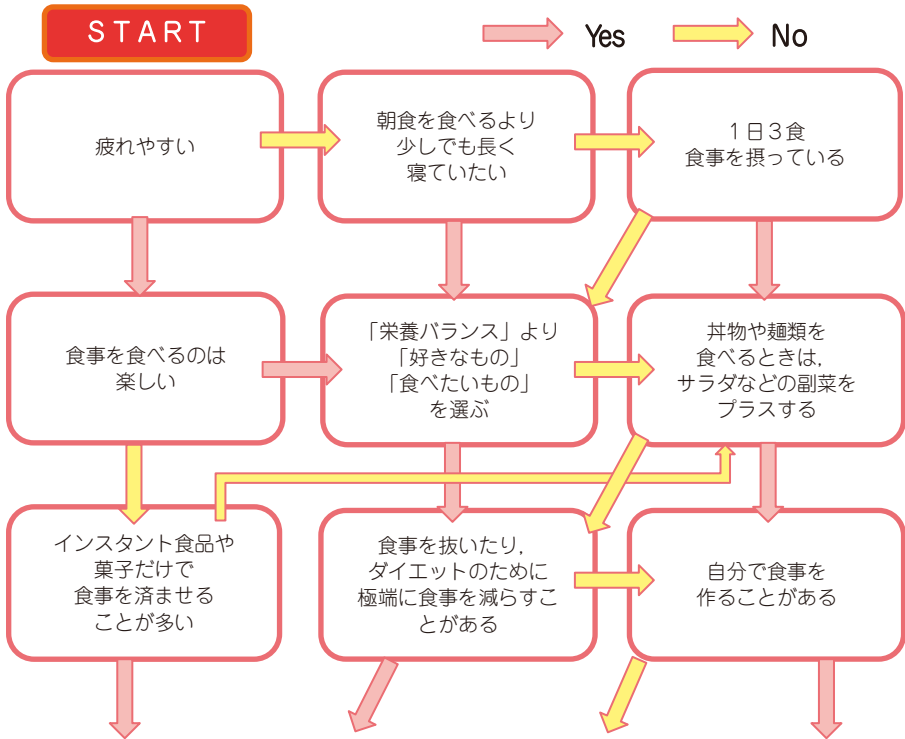 START
Yes
No
疲れやすい
朝食を食べるより
少しでも長く
寝ていたい
１日３食
食事を摂っている
食事を食べるのは
楽しい
「栄養バランス」より
「好きなもの」
「食べたいもの」
を選ぶ
丼物や麺類を
食べるときは，
サラダなどの副菜を
プラスする
インスタント食品や
菓子だけで
食事を済ませる
ことが多い
食事を抜いたり，
ダイエットのために
極端に食事を減らすこ
とがある
自分で食事を
作ることがある